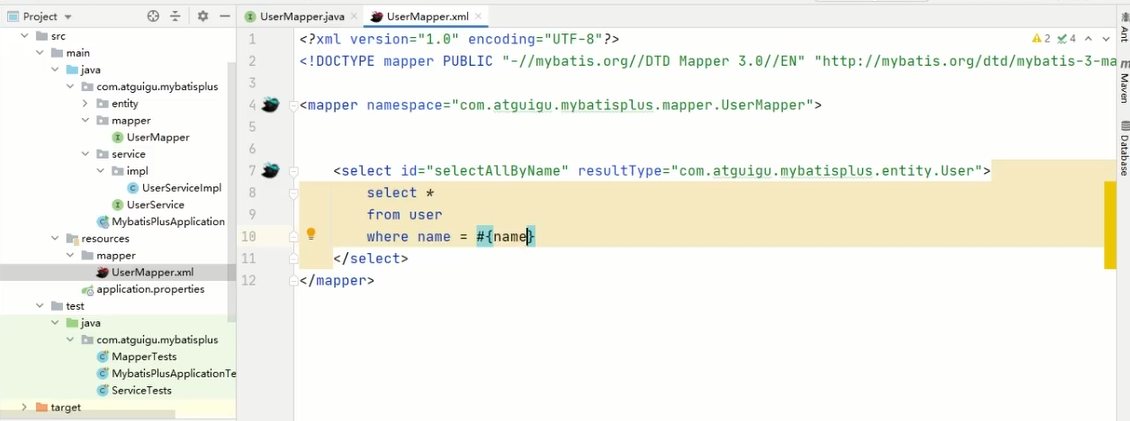 Project
UserMapper.java
UserMapper.xml
src
main
java
com.atguigu.mybatisplus
entity
mapper
UserMapper
service
impl
UserServiceImpl
UserService
MybatisPlusApplication
resources
mapper
UserMapper.xml
application.properties
test
java
com.atguigu.mybatisplus
MapperTests
MybatisPlusApplicationTe
ServiceTests
target
1 <?xml version="1.0" encoding="UTF-8"?>
2 <!DOCTYPE mapper PUBLIC "-//mybatis.org//DTD Mapper 3.0//EN" "http://mybatis.org/dtd/mybatis-3-ma
3
4 <mapper namespace="com.atguigu.mybatisplus.mapper.UserMapper">
5
6
7 <select id="selectAllByName" resultType="com.atguigu.mybatisplus.entity.User">
8 select *
9 from user
10 where name = #{name}
11 </select>
12 </mapper>
2 4
Ant
Maven
Database